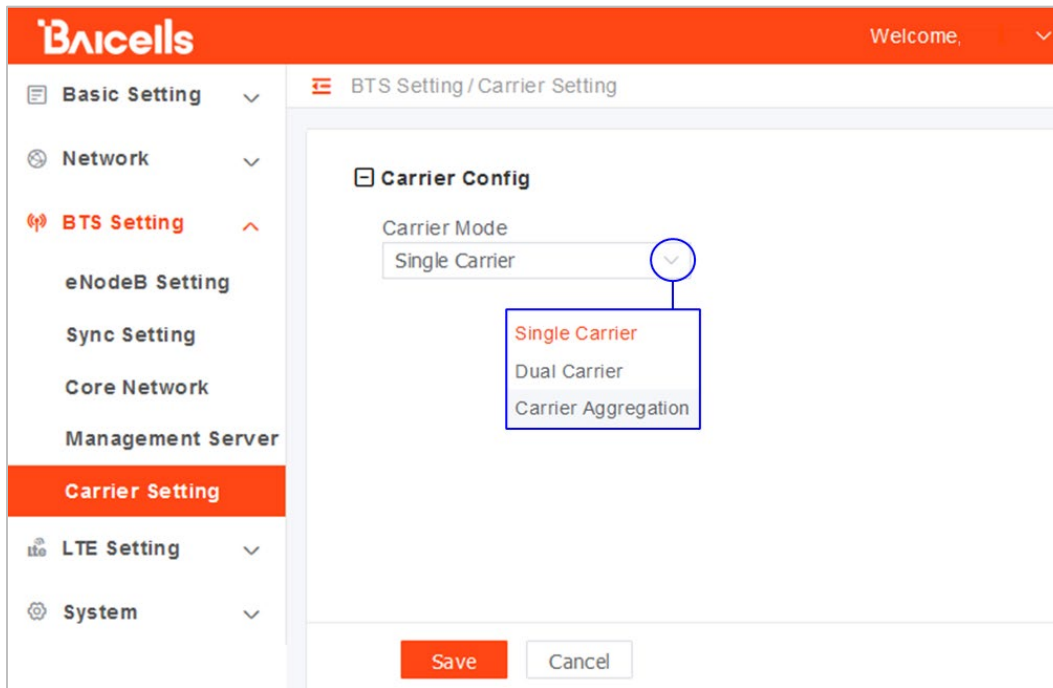 Baicells
Welcome,
Basic Setting
Network
BTS Setting
eNodeB Setting
Sync Setting
Core Network
Management Server
Carrier Setting
LTE Setting
System
BTS Setting / Carrier Setting
Carrier Config
Carrier Mode
Single Carrier
Single Carrier
Dual Carrier
Carrier Aggregation
Save
Cancel